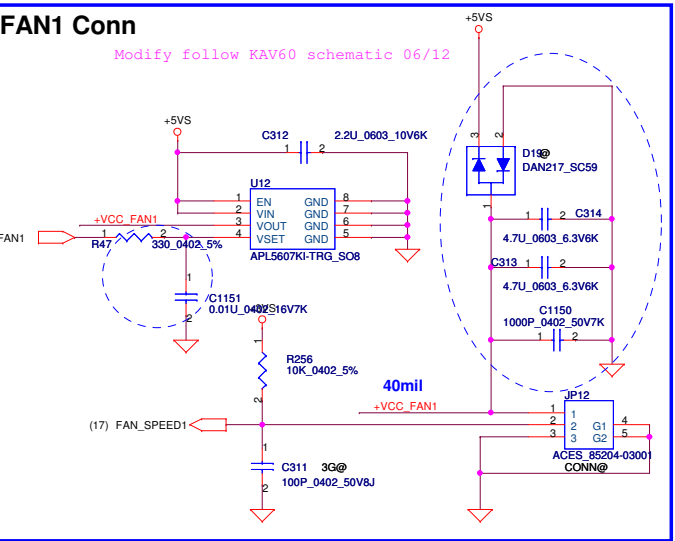 FAN1 Conn
Modify follow KAV60 schematic 06/12
+5VS
3
2
D19@
DAN217_SC59
1
+5VS
C312
2.2U_0603_10V6K
1
2
U12
1
EN
GND
8
2
VIN
GND
7
+VCC_FAN1
3
VOUT
GND
6
4
VSET
GND
5
APL5607KI-TRG_SO8
FAN1
R47
1
2
330_0402_5%
1
C1151
0.01U_0402_16V7K
2
1
2
C314
4.7U_0603_6.3V6K
C313
1
2
4.7U_0603_6.3V6K
C1150
1000P_0402_50V7K
1
2
1
R256
10K_0402_5%
2
40mil
+VCC_FAN1
JP12
1
1
2
2
G1
4
3
3
G2
5
ACES_85204-03001
CONN@
(17)
FAN_SPEED1
1
C311
3G@
100P_0402_50V8J
2